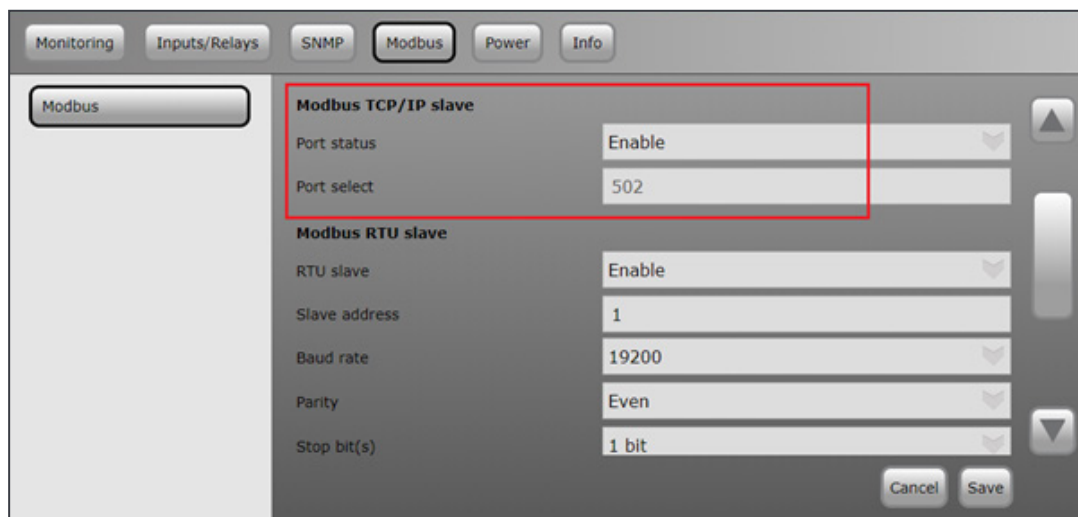 Monitoring Inputs/Relays SNMP Modbus Power Info
Modbus
Modbus TCP/IP slave
Port status Enable
Port select 502
Modbus RTU slave
RTU slave Enable
Slave address 1
Baud rate 19200
Parity Even
Stop bit(s) 1 bit
Cancel Save